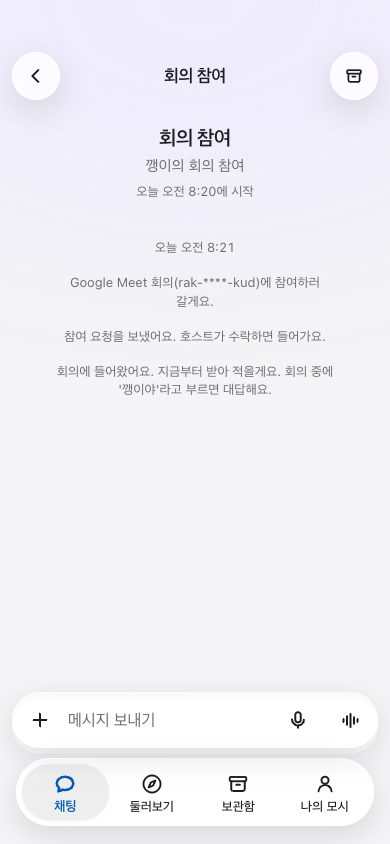 회의 참여
회의 참여
깽이의 회의 참여
오늘 오전 8:20에 시작
오늘 오전 8:21
Google Meet 회의(rak-****-kud)에 참여하러
갈게요.
참여 요청을 보냈어요. 호스트가 수락하면 들어가요.
회의에 들어왔어요. 지금부터 받아 적을게요. 회의 중에
'깽이야'라고 부르면 대답해요.
메시지 보내기
채팅 둘러보기 보관함 나의 모시